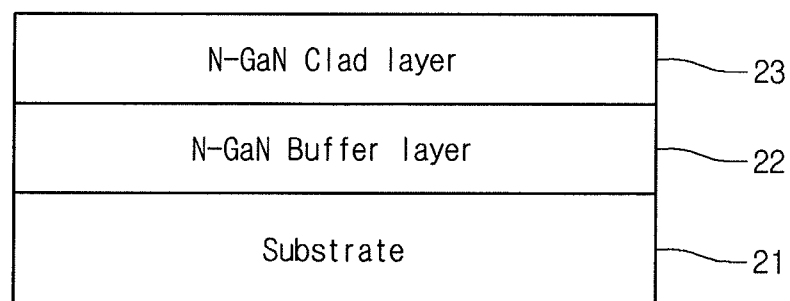 N-GaN Clad layer 23
N-GaN Buffer layer 22
Substrate 21